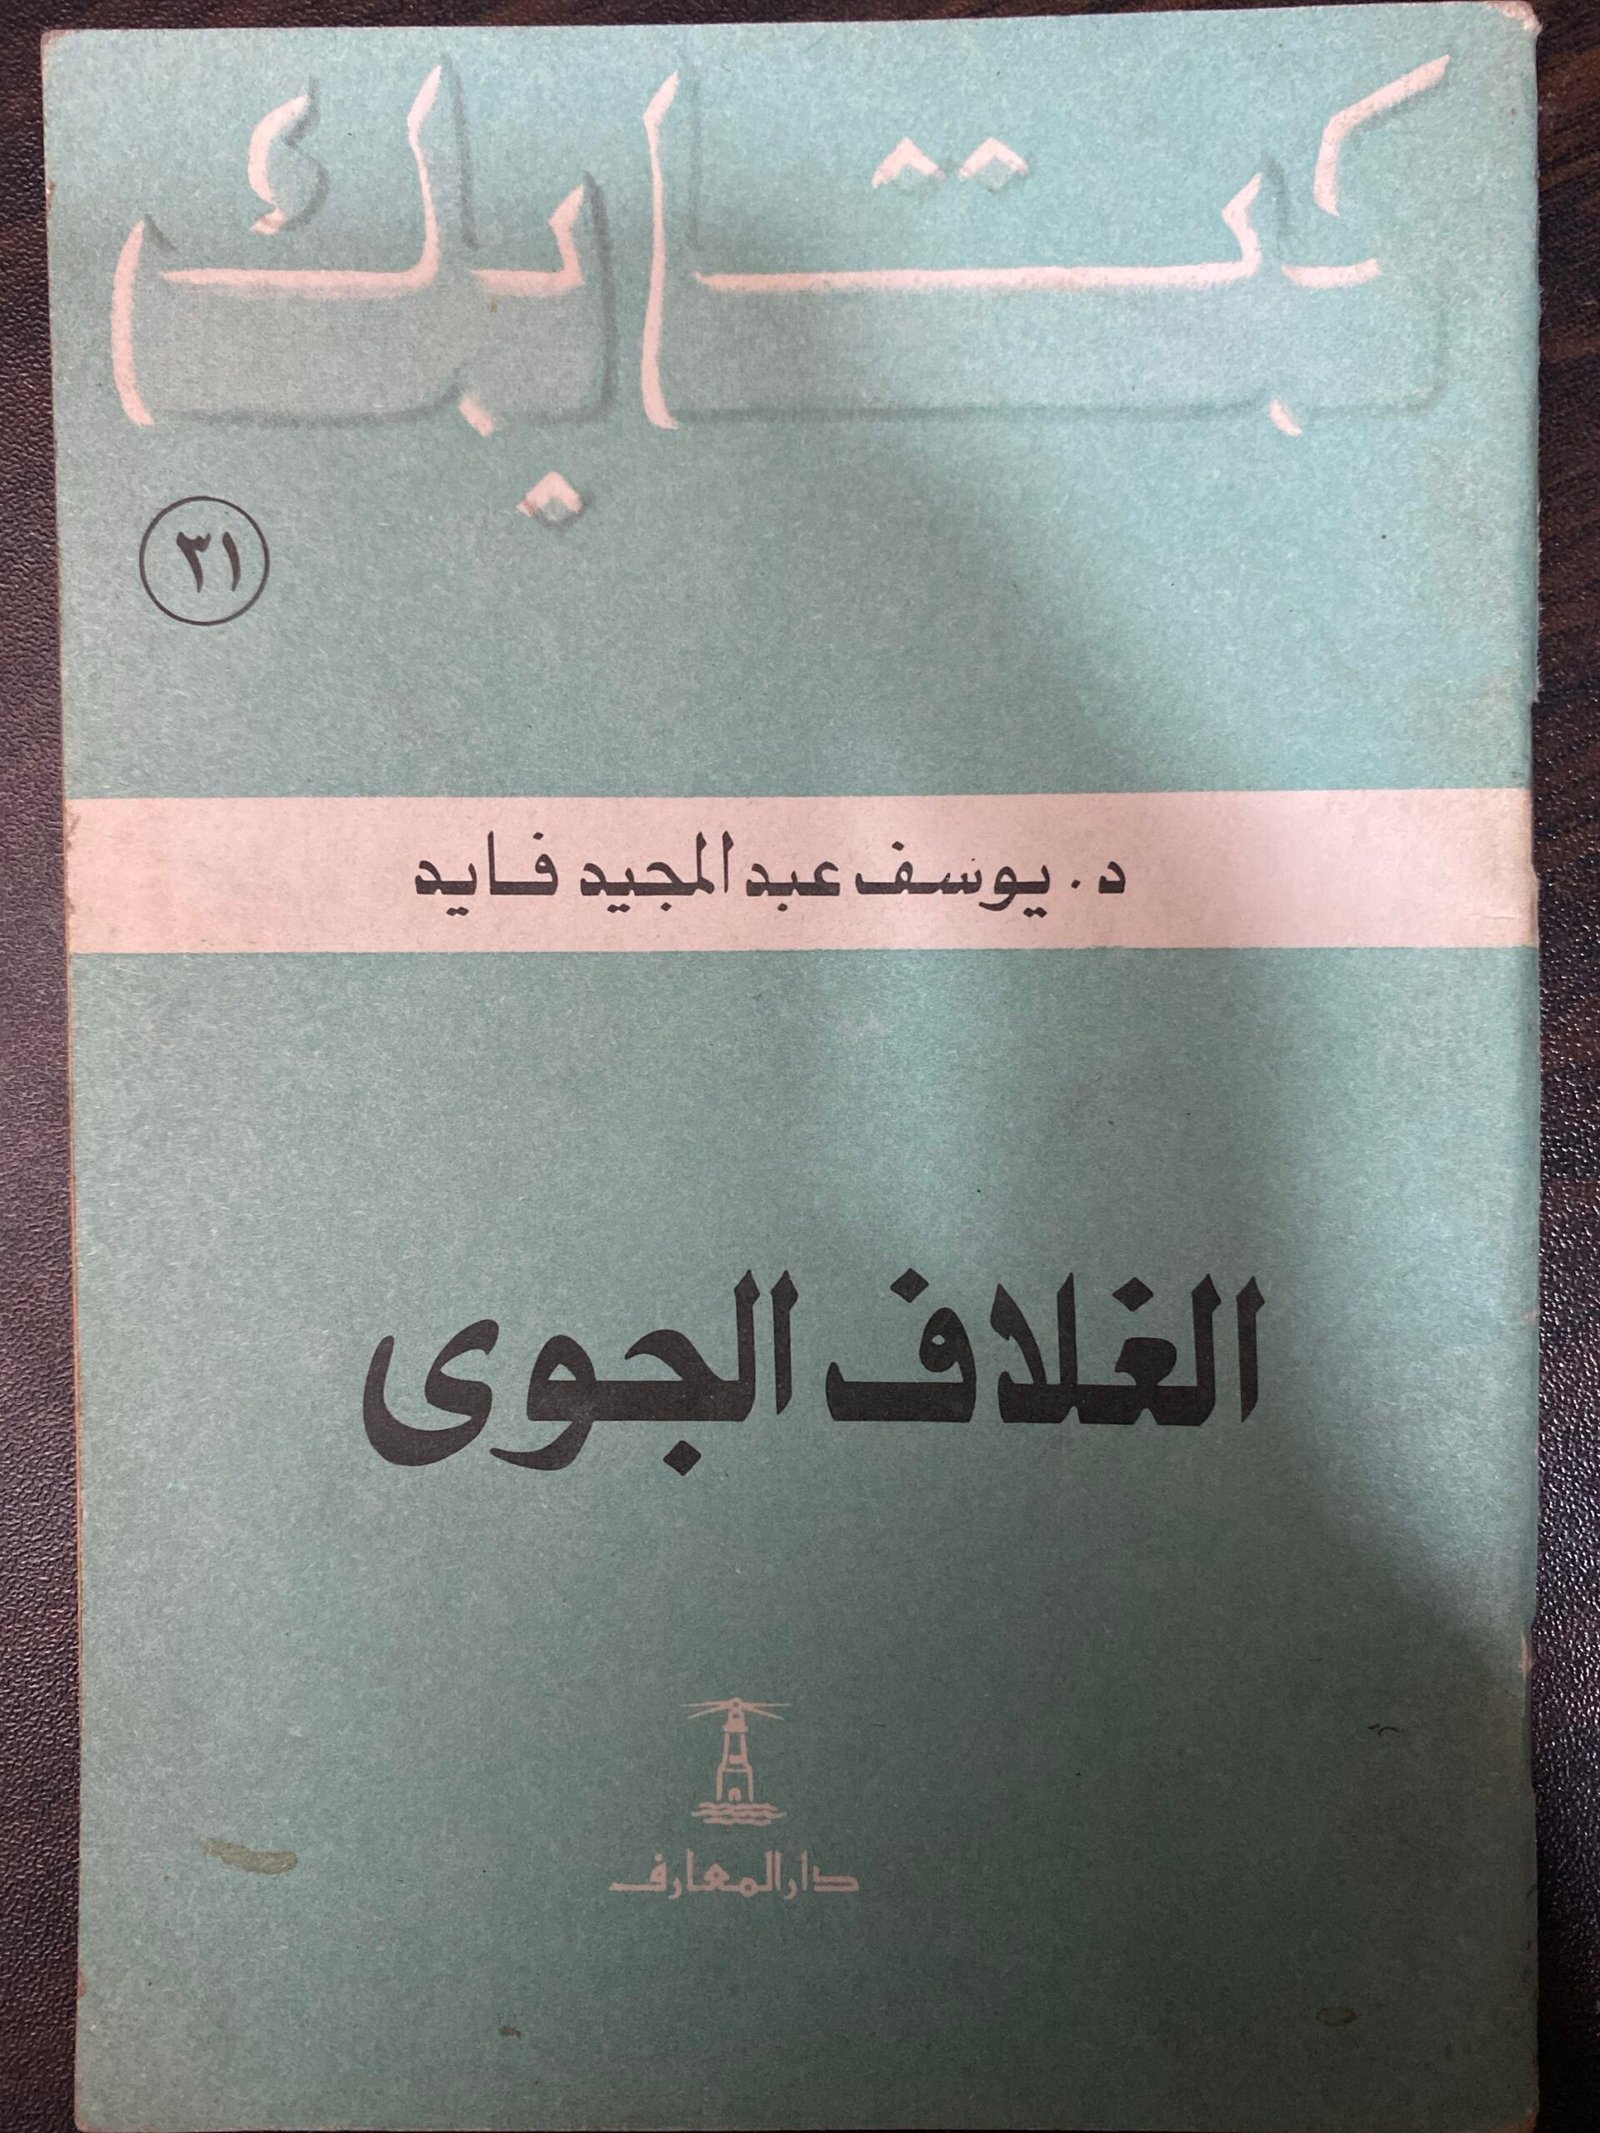 كتابك
٣١
د. يوسف عبد المجيد فايد
الغلاف الجوى
دار المعارف